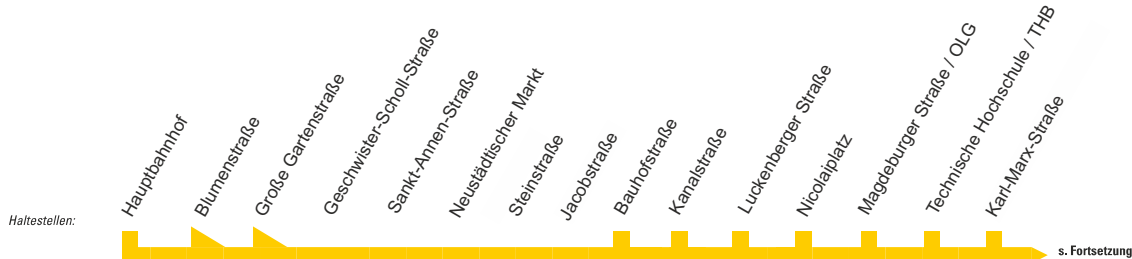 Haltestellen:
Hauptbahnhof
Blumenstraße
Große Gartenstraße
Geschwister-Scholl-Straße
Sankt-Annen-Straße
Neustädtischer Markt
Steinstraße
Jacobstraße
Bauhofstraße
Kanalstraße
Luckenberger Straße
Nicolaiplatz
Magdeburger Straße / OLG
Technische Hochschule / THB
Karl-Marx-Straße
s. Fortsetzung